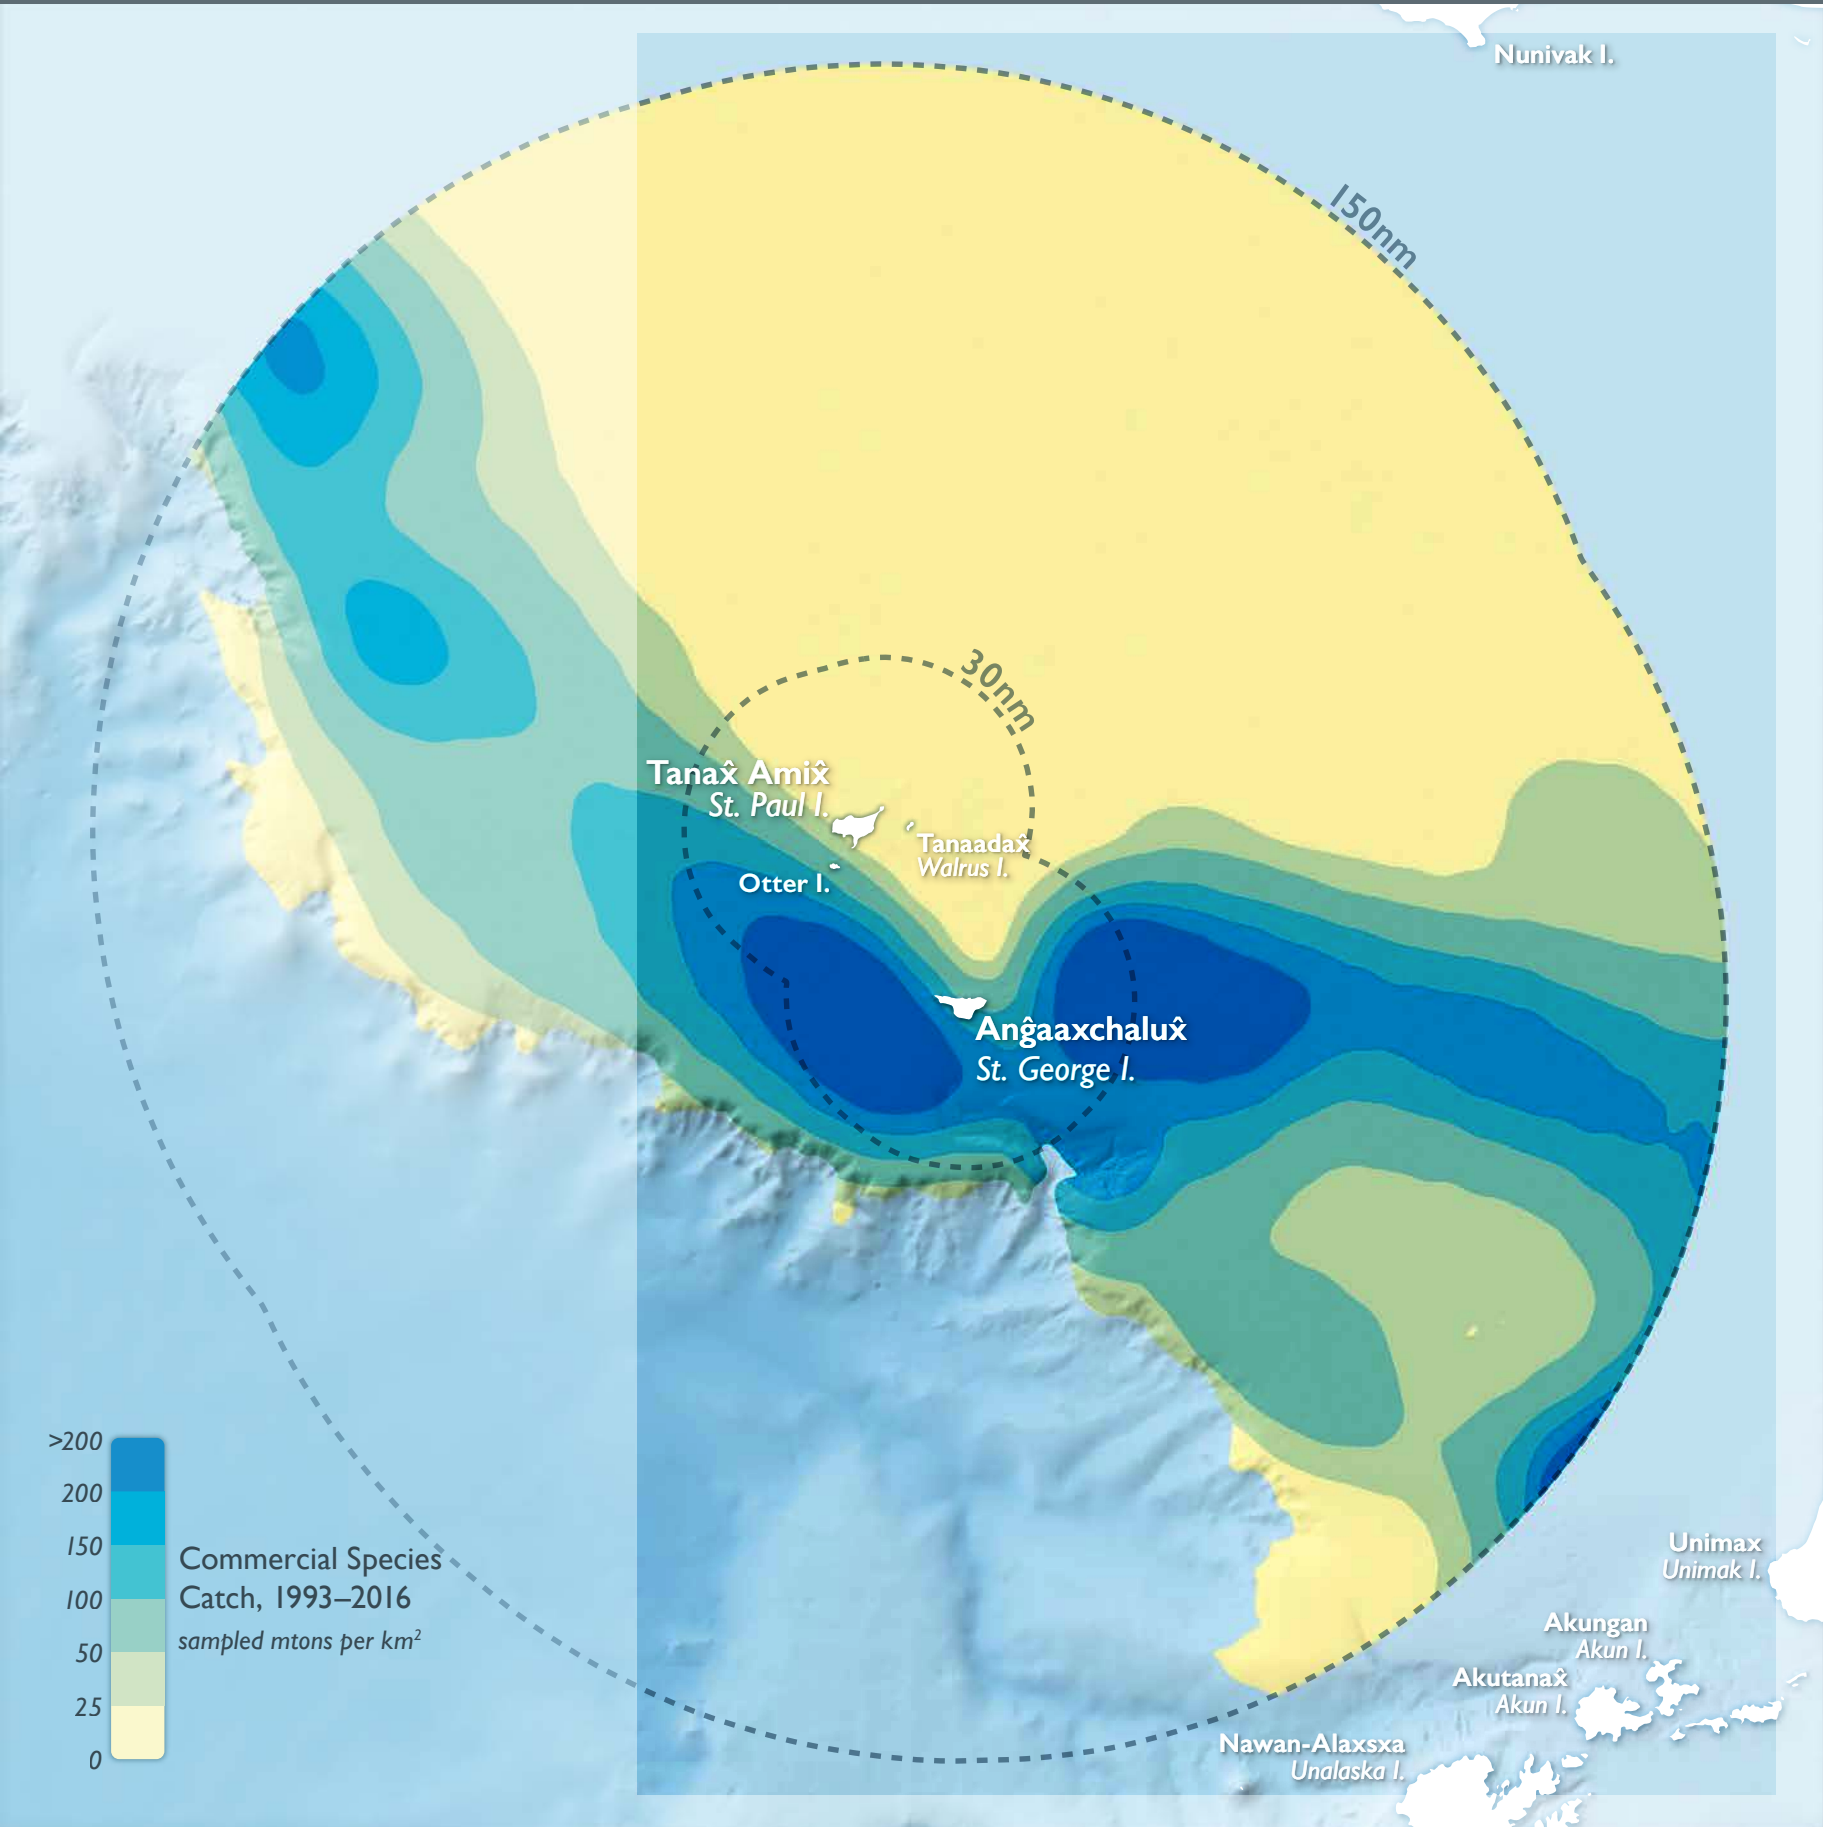 Nunivak I.
150nm
30nm
Tanax̂ Amix̂
St. Paul I.
Tanaadax̂
Walrus I.
Otter I.
Anĝaaxchalux̂
St. George I.
>200
200
150
100
50
25
0
Commercial Species
Catch, 1993–2016
sampled mtons per km²
Unimax
Unimak I.
Akungan
Akun I.
Akutanax̂
Akun I.
Nawan-Alaxsxa
Unalaska I.